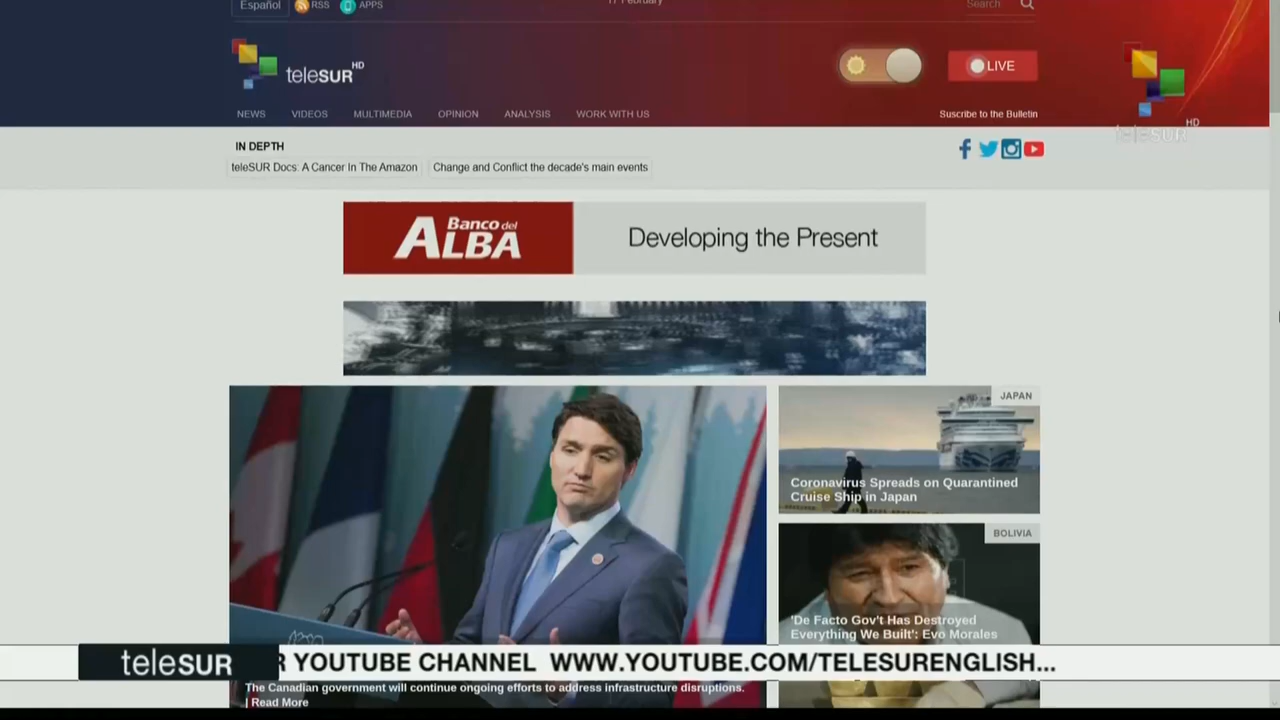 Español RSS APPS 17 February Search
teleSUR HD
LIVE
teleSUR HD
NEWS VIDEOS MULTIMEDIA OPINION ANALYSIS WORK WITH US
Suscribe to the Bulletin
IN DEPTH
teleSUR Docs: A Cancer In The Amazon
Change and Conflict the decade's main events
Banco del
ALBA
Developing the Present
JAPAN
Coronavirus Spreads on Quarantined
Cruise Ship in Japan
BOLIVIA
'De Facto Gov't Has Destroyed
Everything We Built': Evo Morales
teleSUR
R YOUTUBE CHANNEL WWW.YOUTUBE.COM/TELESURENGLISH...
The Canadian government will continue ongoing efforts to address infrastructure disruptions.
| Read More